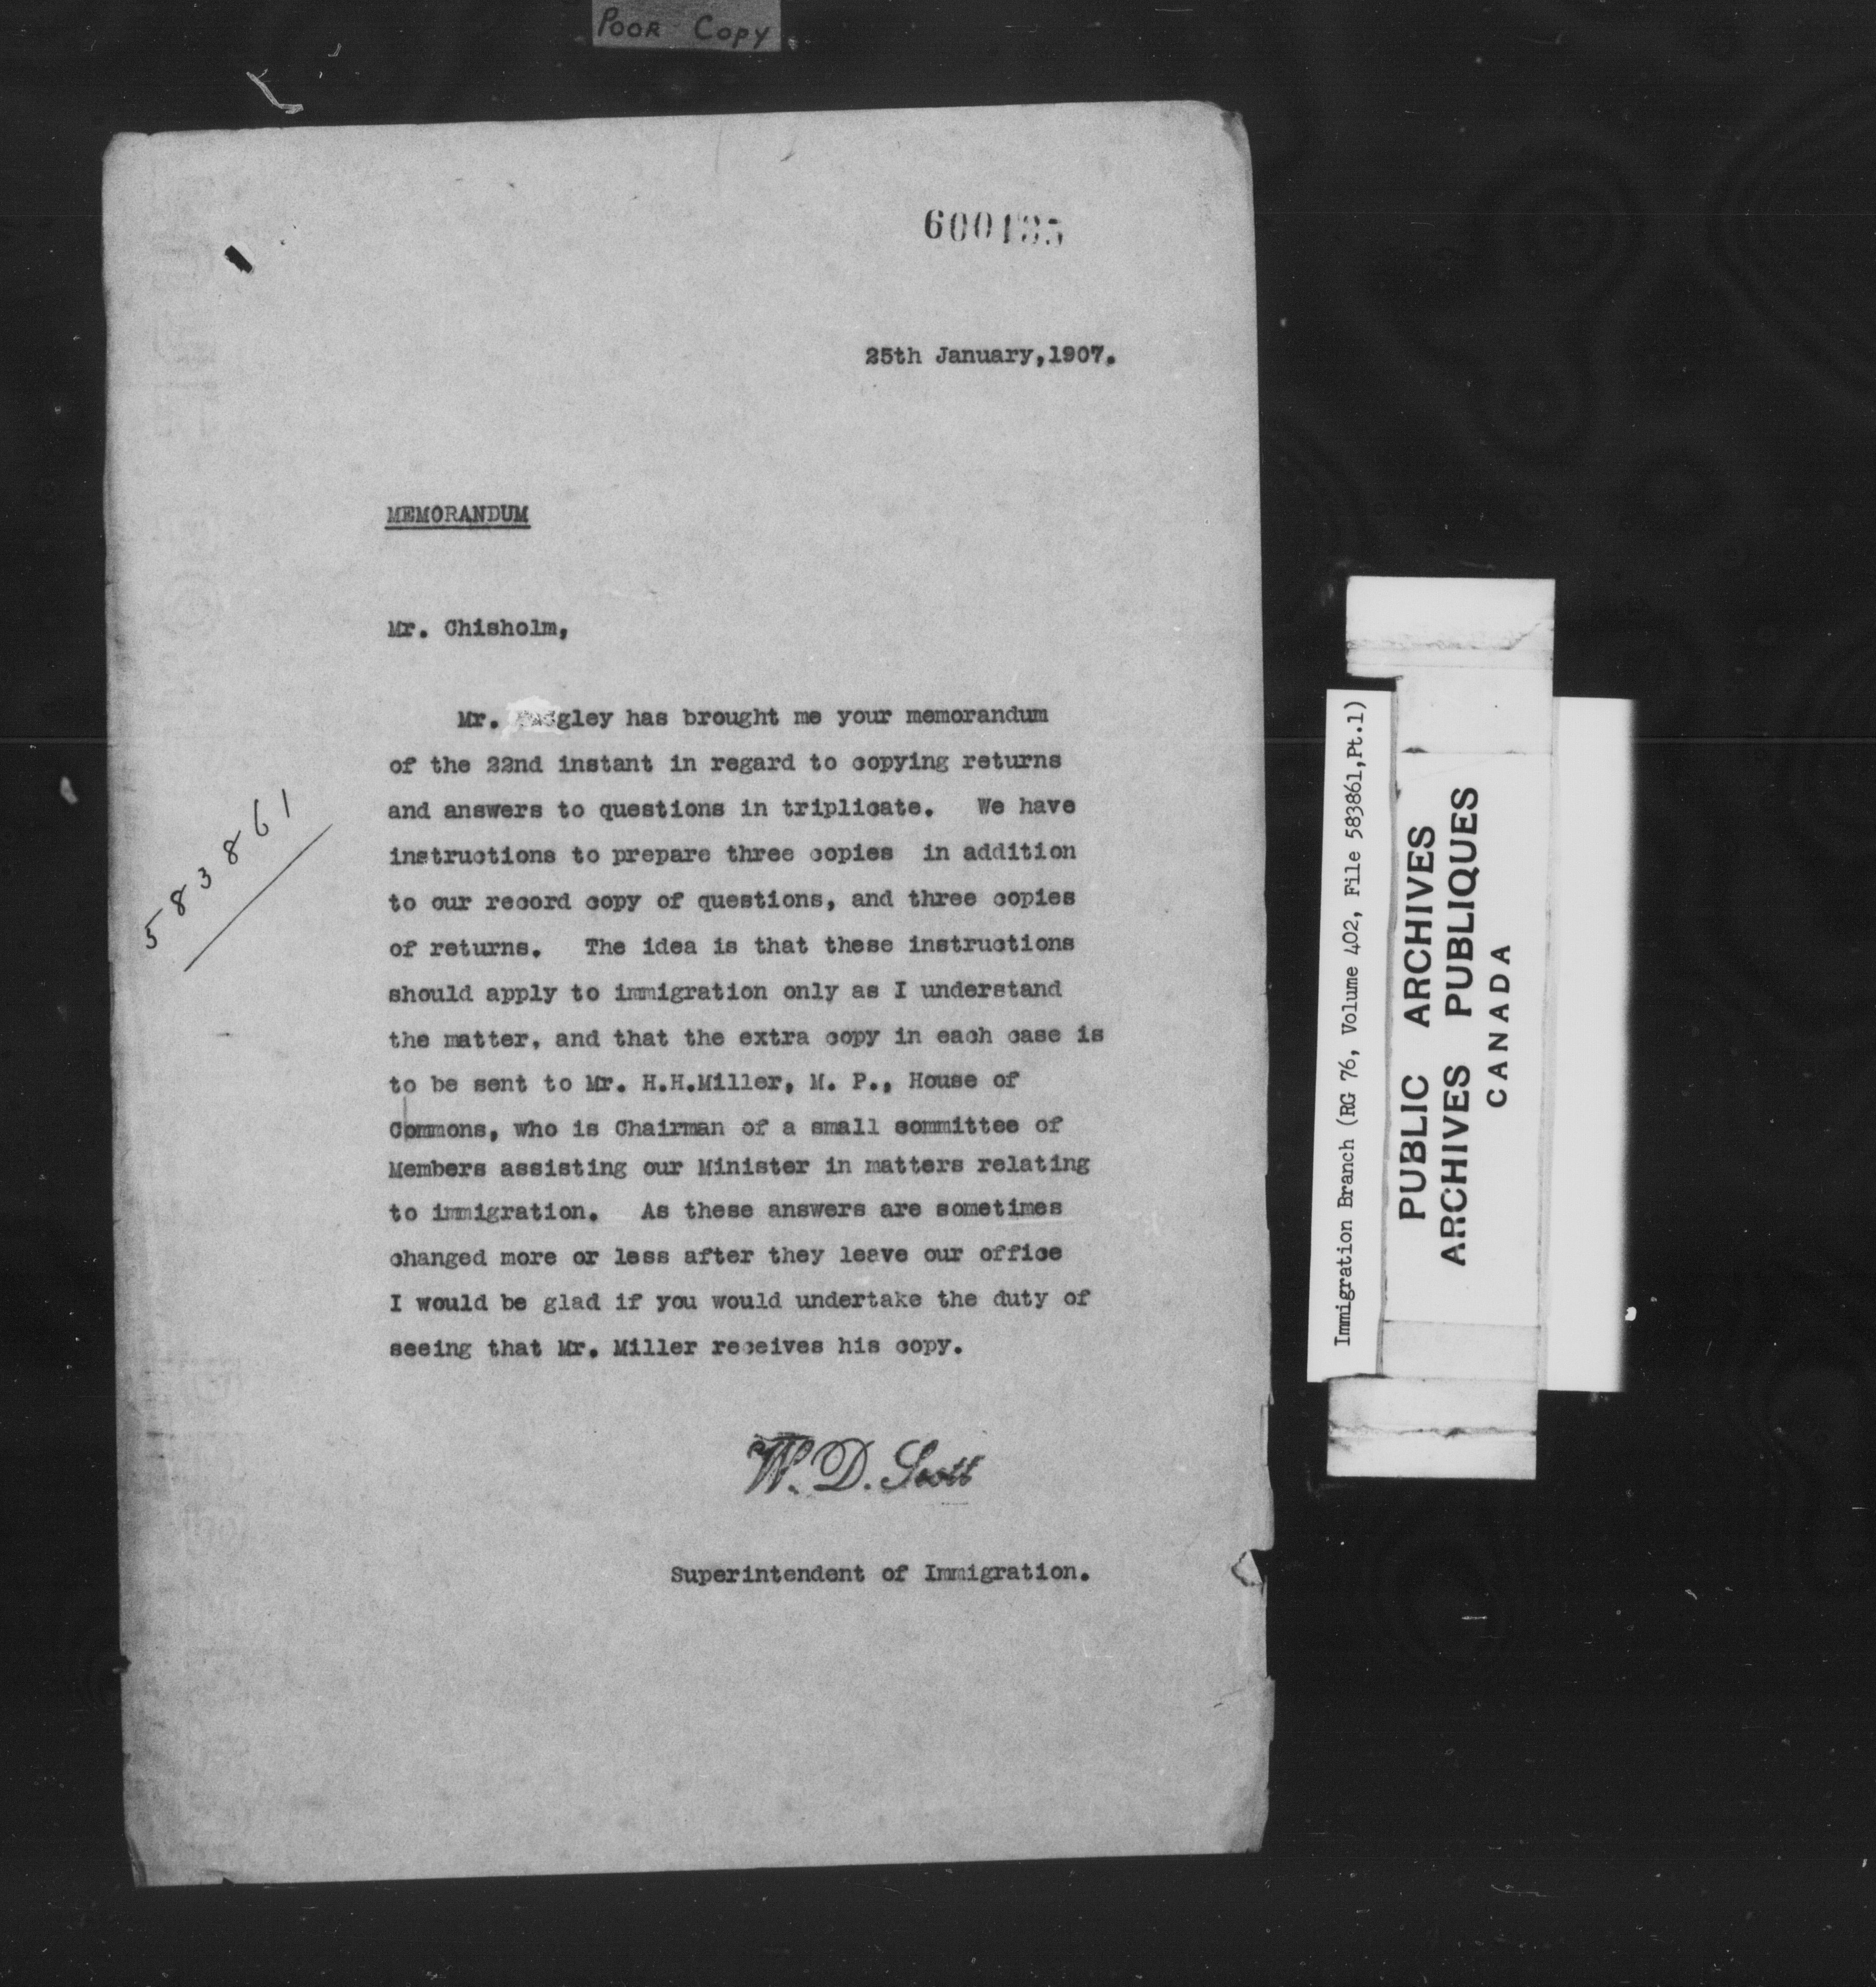 POOR COPY
25th January,1907.
MEMORANDUM
Mr. Chisholm,
Mr. has brought me your memorandum
of the 22nd instant in regard to copying returns
and answers to questions in triplicate. We have
instructions to prepare three copies in addition
to our record copy of questions, and three copies
of returns. The idea is that these instructions
should apply to immigration only as I understand
the matter, and that the extra copy in each case is
to be sent to Mr. H.H.Miller, M. P., House of
Commons, who is Chairman of a small committee of
Members assisting our Minister in matters relating
to immigration. As these answers are sometimes
changed more or less after they leave our office
I would be glad if you would undertake the duty of
seeing that Mr. Miller receives his copy.
W. D. Scott
Superintendent of Immigration.
583861
Immigration Branch (RG 76, Volume 402, File 583861,Pt.1)
PUBLIC ARCHIVES
ARCHIVES PUBLIQUES
CANADA